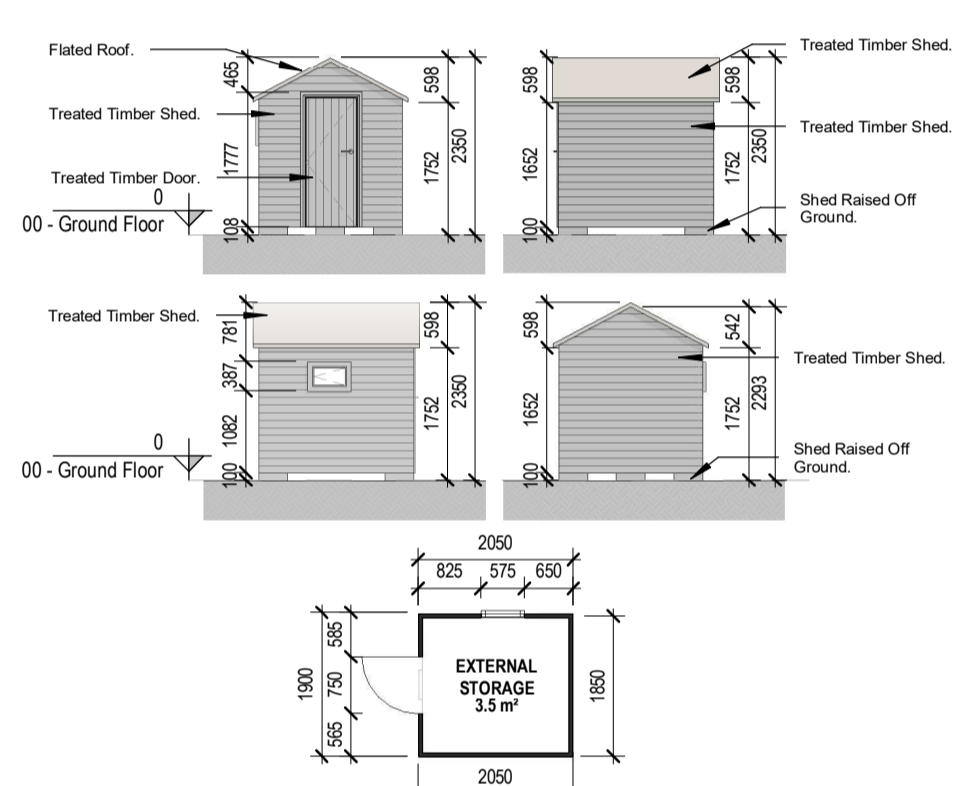 Flated Roof.
465
598
Treated Timber Shed.
1777
1752
2350
Treated Timber Door.
0
00 - Ground Floor
108
Treated Timber Shed.
598
598
Treated Timber Shed.
1652
1752
2350
Shed Raised Off
Ground.
100
Treated Timber Shed.
781
598
387
1082
1752
2350
0
00 - Ground Floor
100
598
542
Treated Timber Shed.
1652
1752
2293
Shed Raised Off
Ground.
100
2050
825 575 650
585
1900
750
565
EXTERNAL
STORAGE
3.5 m²
1850
2050